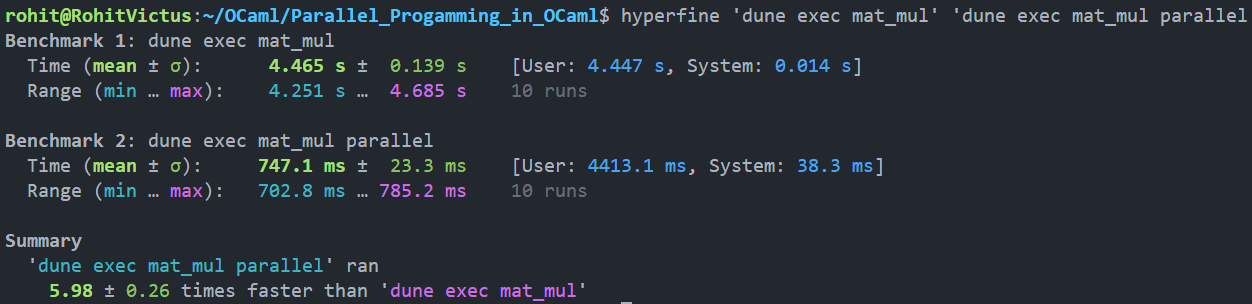 rohit@RohitVictus:~/OCaml/Parallel_Progamming_in_OCaml$ hyperfine 'dune exec mat_mul' 'dune exec mat_mul parallel
Benchmark 1: dune exec mat_mul
Time (mean ± σ): 4.465 s ± 0.139 s [User: 4.447 s, System: 0.014 s]
Range (min … max): 4.251 s … 4.685 s 10 runs
Benchmark 2: dune exec mat_mul parallel
Time (mean ± σ): 747.1 ms ± 23.3 ms [User: 4413.1 ms, System: 38.3 ms]
Range (min … max): 702.8 ms … 785.2 ms 10 runs
Summary
'dune exec mat_mul parallel' ran
5.98 ± 0.26 times faster than 'dune exec mat_mul'